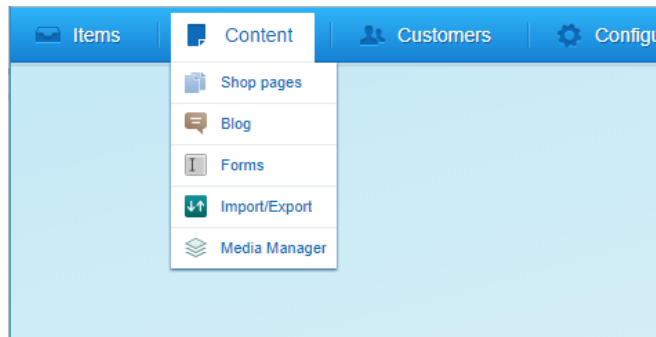 Items
Content
Customers
Configu
Shop pages
Blog
Forms
Import/Export
Media Manager